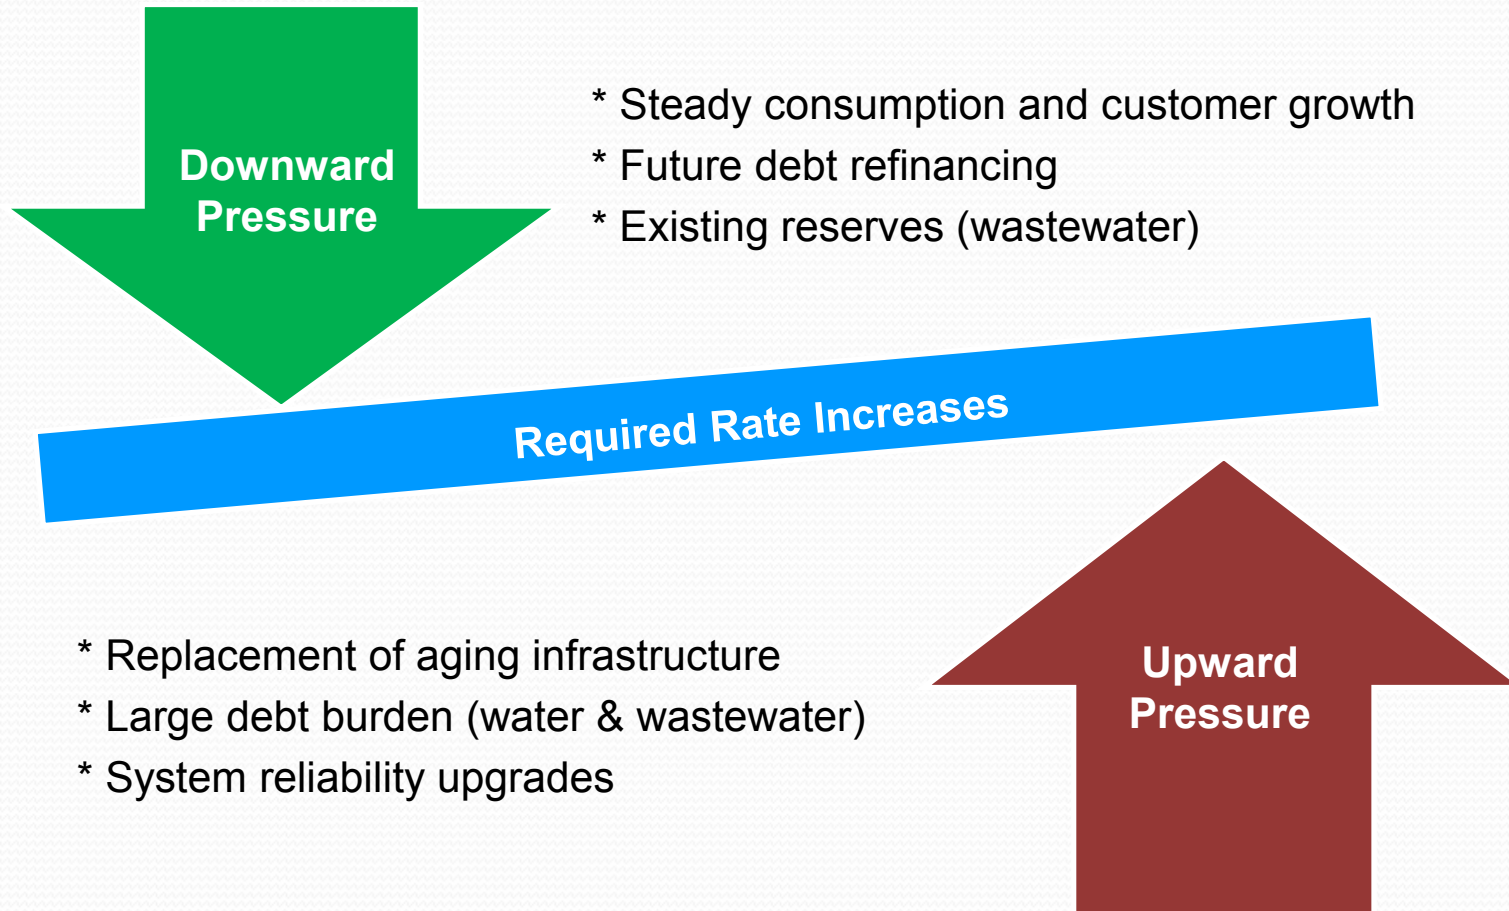 Downward
Pressure
* Steady consumption and customer growth
* Future debt refinancing
* Existing reserves (wastewater)
Required Rate Increases
* Replacement of aging infrastructure
* Large debt burden (water & wastewater)
* System reliability upgrades
Upward
Pressure